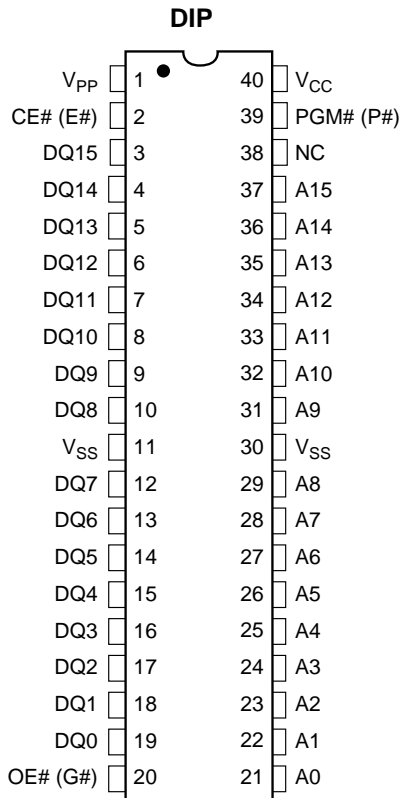 DIP
VPP 1 40 VCC
CE# (E#) 2 39 PGM# (P#)
DQ15 3 38 NC
DQ14 4 37 A15
DQ13 5 36 A14
DQ12 6 35 A13
DQ11 7 34 A12
DQ10 8 33 A11
DQ9 9 32 A10
DQ8 10 31 A9
VSS 11 30 VSS
DQ7 12 29 A8
DQ6 13 28 A7
DQ5 14 27 A6
DQ4 15 26 A5
DQ3 16 25 A4
DQ2 17 24 A3
DQ1 18 23 A2
DQ0 19 22 A1
OE# (G#) 20 21 A0